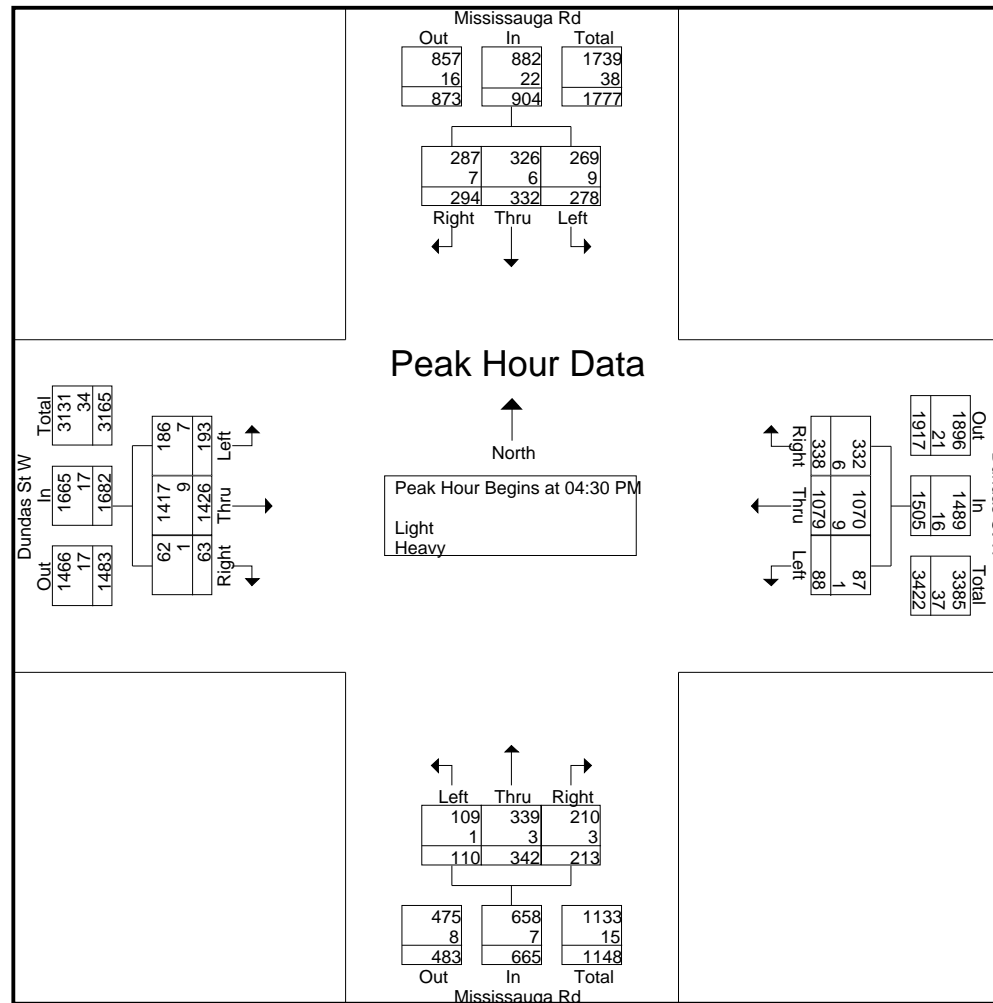 Mississauga Rd
Out In Total
857 882 1739
16 22 38
873 904 1777
287 326 269
7 6 9
294 332 278
Right Thru Left
Peak Hour Data
North
Peak Hour Begins at 04:30 PM
Light
Heavy
Dundas St W
Out In Total
1466 1665 3131
17 17 34
1483 1682 3165
Right Thru Left
62 1417 186
1 9 7
63 1426 193
Out In Total
1896 1489 3385
21 16 37
1917 1505 3422
332 1070 87
6 9 1
338 1079 88
Right Thru Left
Left Thru Right
109 339 210
1 3 3
110 342 213
475 658 1133
8 7 15
483 665 1148
Out In Total
Mississauga Rd